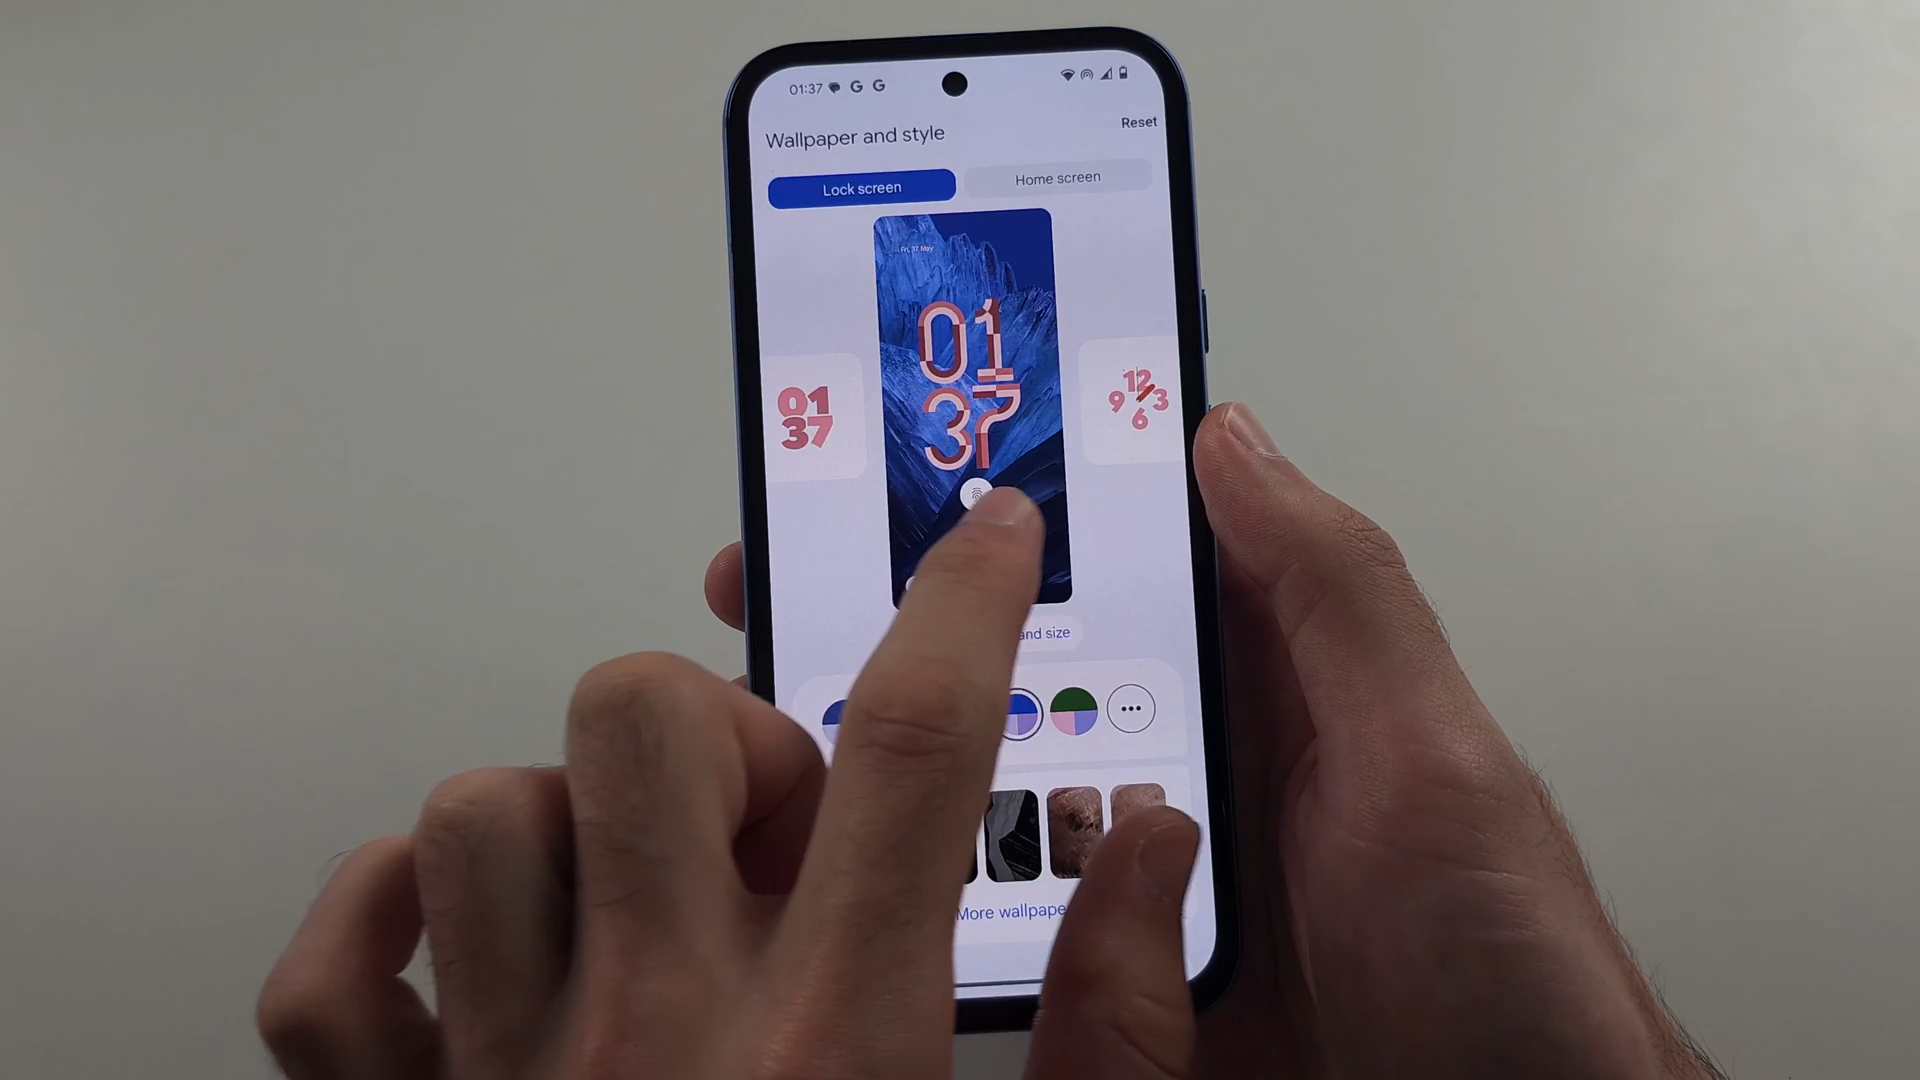 01:37 G G
Wallpaper and style
Reset
Lock screen
Home screen
Fri, 17 May
01
37
01
37
12
9 3
6
and size
More wallpape